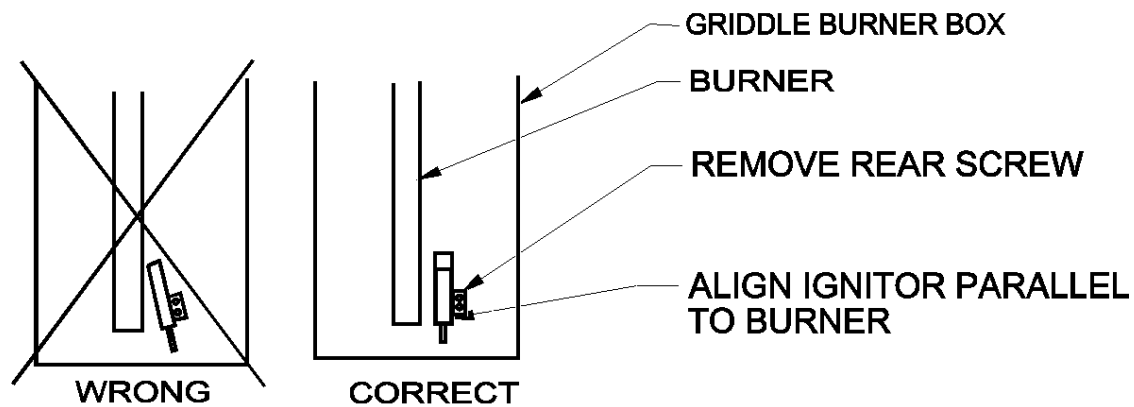 GRIDDLE BURNER BOX
BURNER
REMOVE REAR SCREW
ALIGN IGNITOR PARALLEL
TO BURNER
WRONG
CORRECT